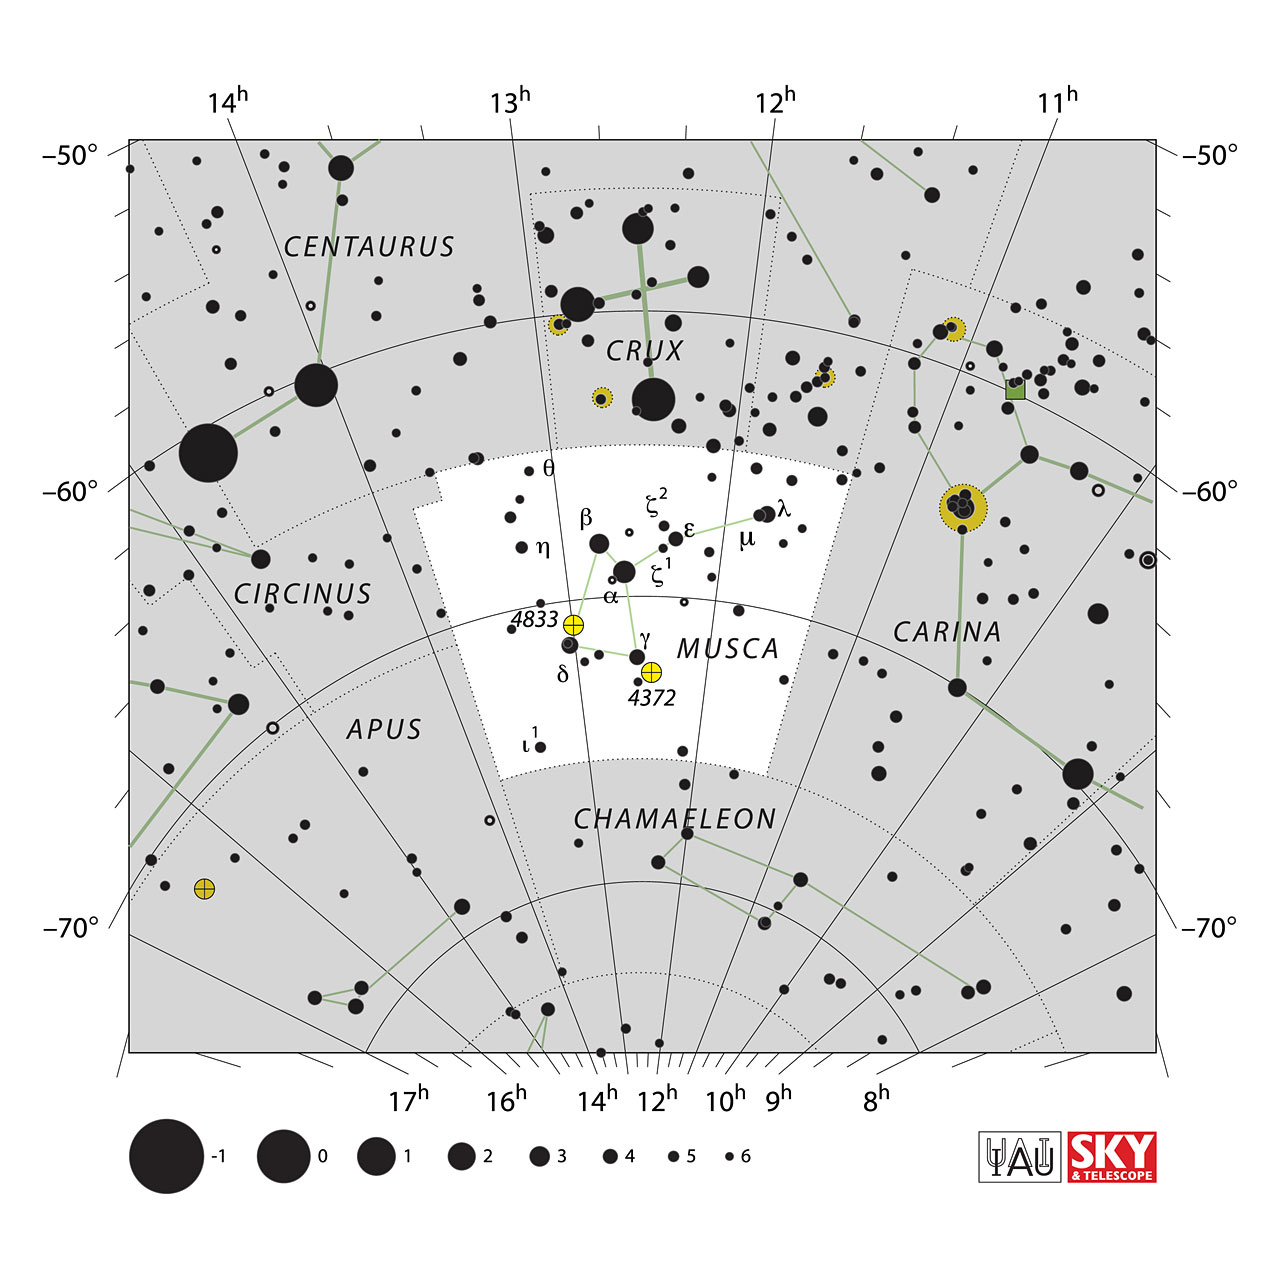 14h 13h 12h 11h
–50° –50°
CENTAURUS
CRUX
–60° –60°
θ
ζ2
β ε λ
η μ
ζ1
α
CIRCINUS
4833
CARINA
γ
MUSCA
δ
4372
APUS
ι1
CHAMAELEON
–70° –70°
17h 16h 14h 12h 10h 9h 8h
-1 0 1 2 3 4 5 6
IAU
SKY
& TELESCOPE